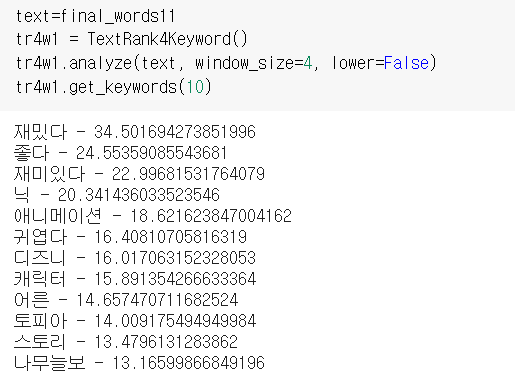 text=final_words11
tr4w1 = TextRank4Keyword()
tr4w1.analyze(text, window_size=4, lower=False)
tr4w1.get_keywords(10)
재밌다 - 34.501694273851996
좋다 - 24.55359085543681
재미있다 - 22.99681531764079
닉 - 20.341436033523546
애니메이션 - 18.621623847004162
귀엽다 - 16.40810705816319
디즈니 - 16.017063152328053
캐릭터 - 15.891354266633364
어른 - 14.657470711682524
토피아 - 14.009175494949984
스토리 - 13.4796131283862
나무늘보 - 13.16599866849196